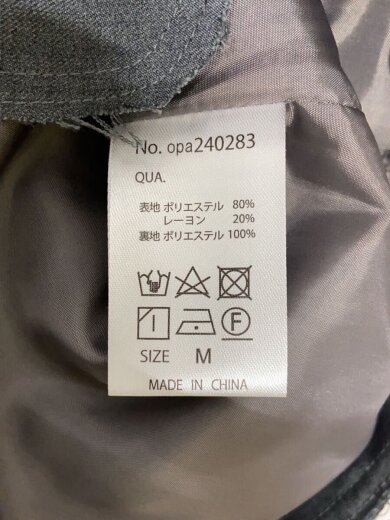 No. opa240283
QUA.
表地 ポリエステル 80%
レーヨン 20%
裏地 ポリエステル 100%
F
SIZE M
MADE IN CHINA